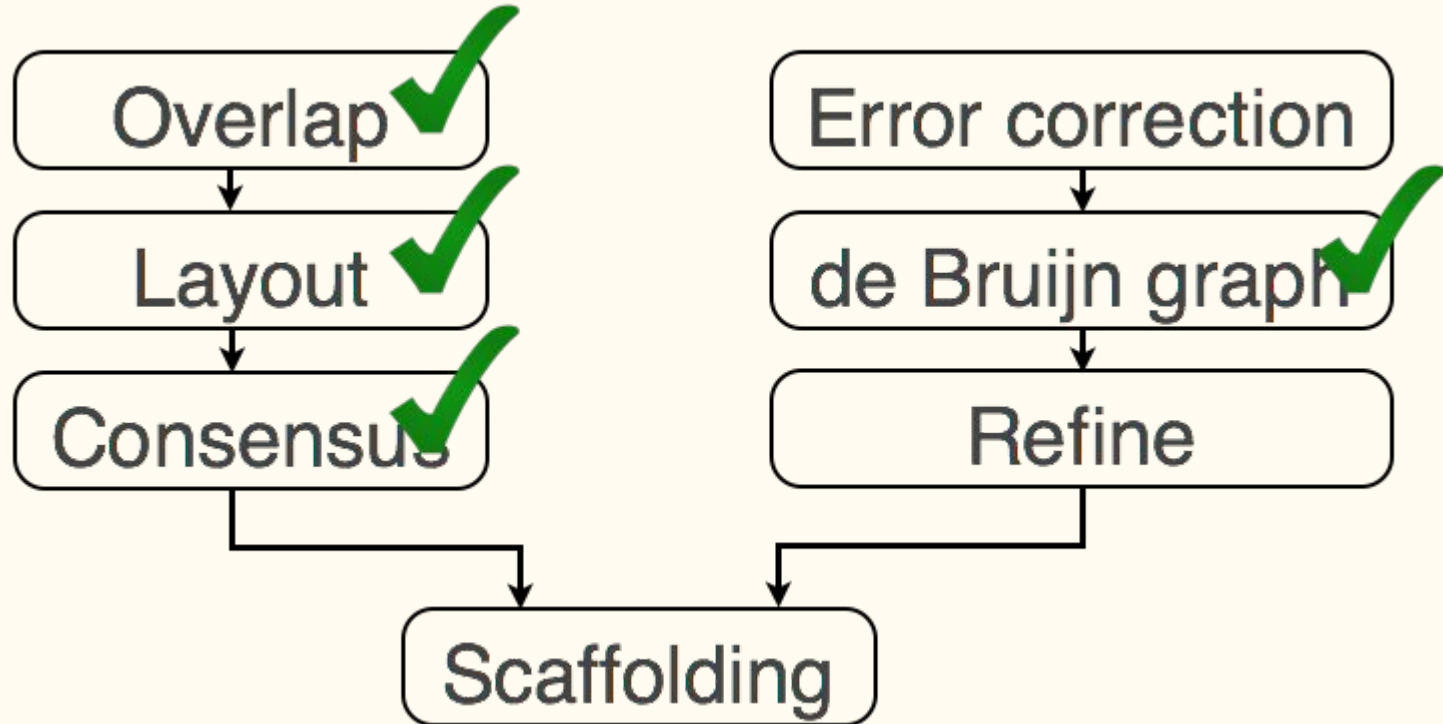 Overlap
Layout
Consensus
Error correction
de Bruijn graph
Refine
Scaffolding